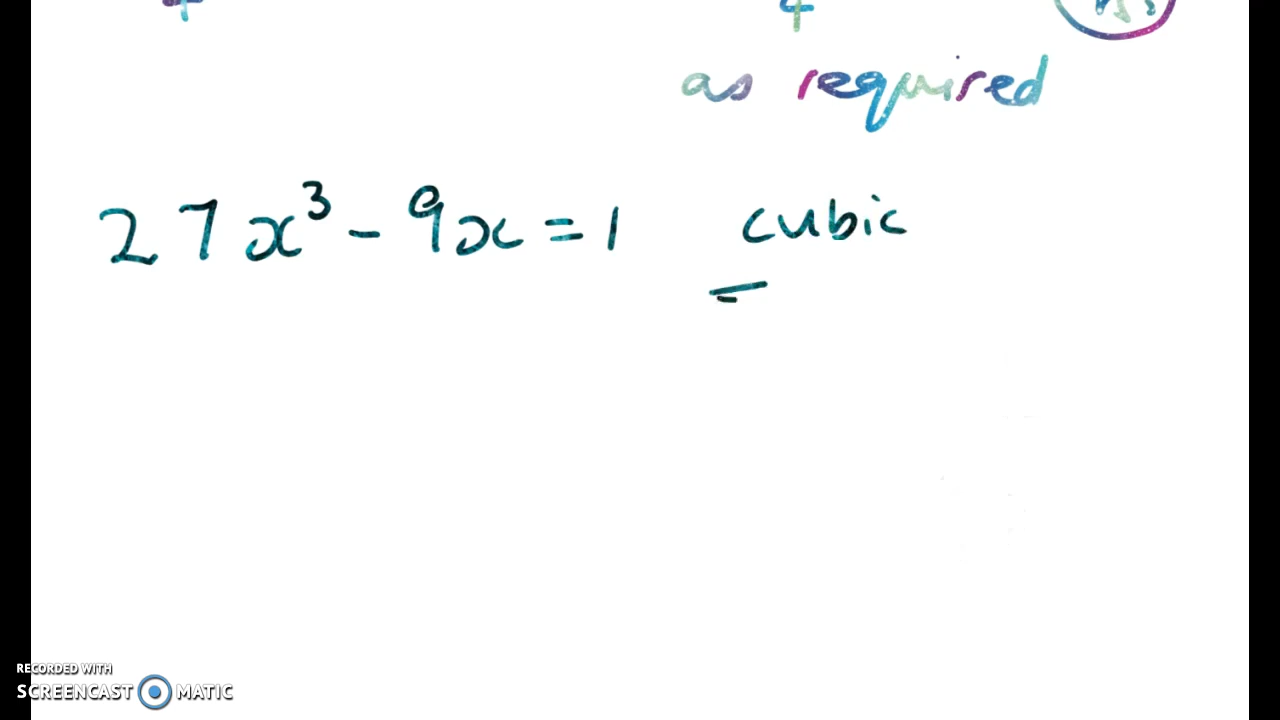 as required
27x³ - 9x = 1 cubic
RECORDED WITH
SCREENCAST MATIC